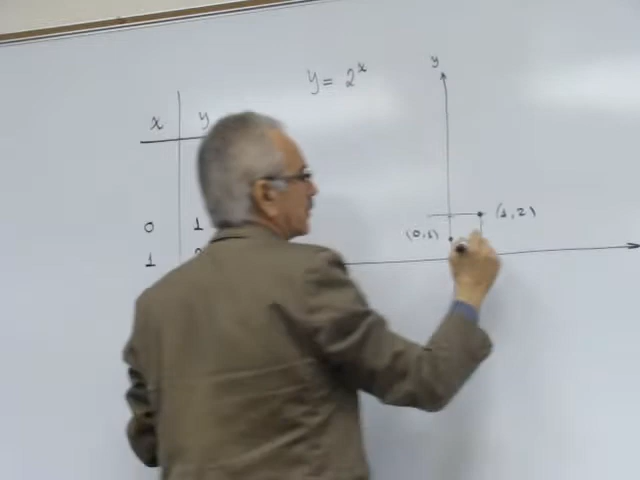 y = 2^x
y
x y
(1,2)
0 1
(0,1)
1